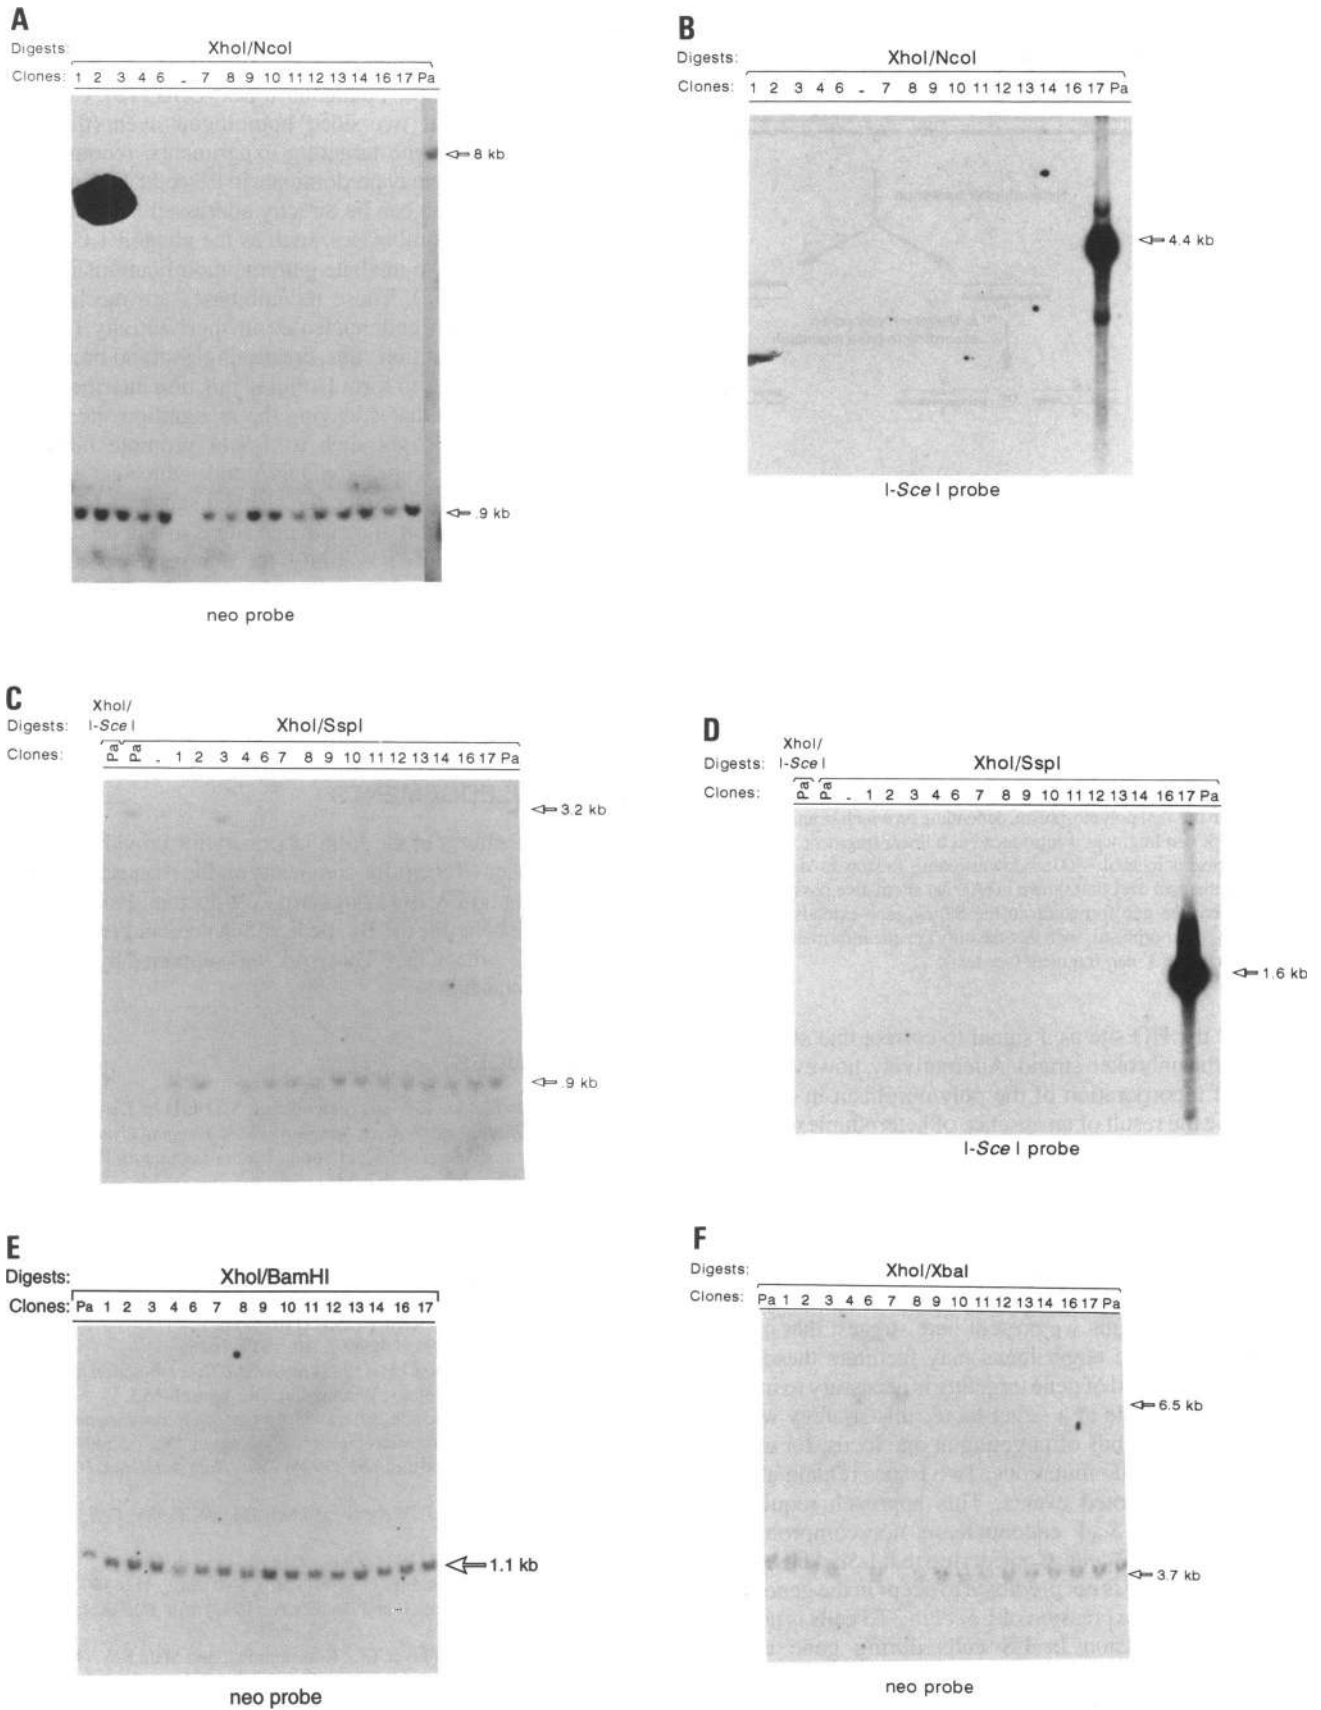 A
Digests: XhoI/NcoI
Clones: 1 2 3 4 6 - 7 8 9 10 11 12 13 14 16 17 Pa
8 kb
.9 kb
neo probe
B
Digests: XhoI/NcoI
Clones: 1 2 3 4 6 - 7 8 9 10 11 12 13 14 16 17 Pa
4.4 kb
I-Sce I probe
C
XhoI/
Digests: I-Sce I XhoI/SspI
Clones: Pa Pa - 1 2 3 4 6 7 8 9 10 11 12 13 14 16 17 Pa
3.2 kb
.9 kb
D
XhoI/
Digests: I-Sce I XhoI/SspI
Clones: Pa Pa - 1 2 3 4 6 7 8 9 10 11 12 13 14 16 17 Pa
1.6 kb
I-Sce I probe
E
Digests: XhoI/BamHI
Clones: Pa 1 2 3 4 6 7 8 9 10 11 12 13 14 16 17
1.1 kb
neo probe
F
Digests: XhoI/XbaI
Clones: Pa 1 2 3 4 6 7 8 9 10 11 12 13 14 16 17 Pa
6.5 kb
3.7 kb
neo probe